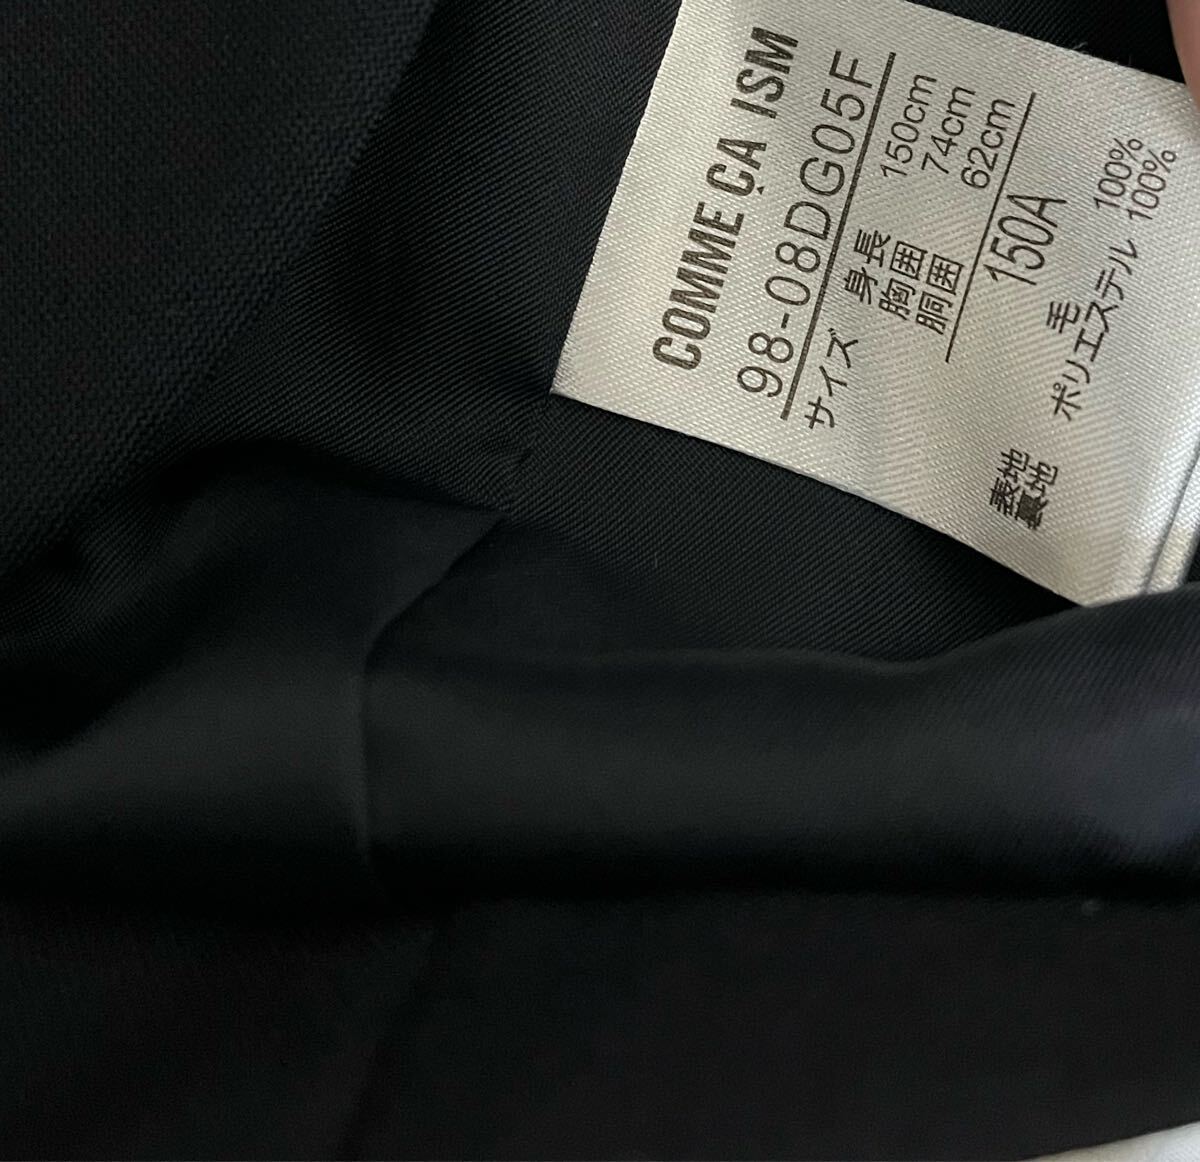 COMME ÇA ISM
98-08DG05F
サイズ 身長 150cm
胸囲 74cm
胴囲 62cm
150A
表地 毛 100%
裏地 ポリエステル 100%